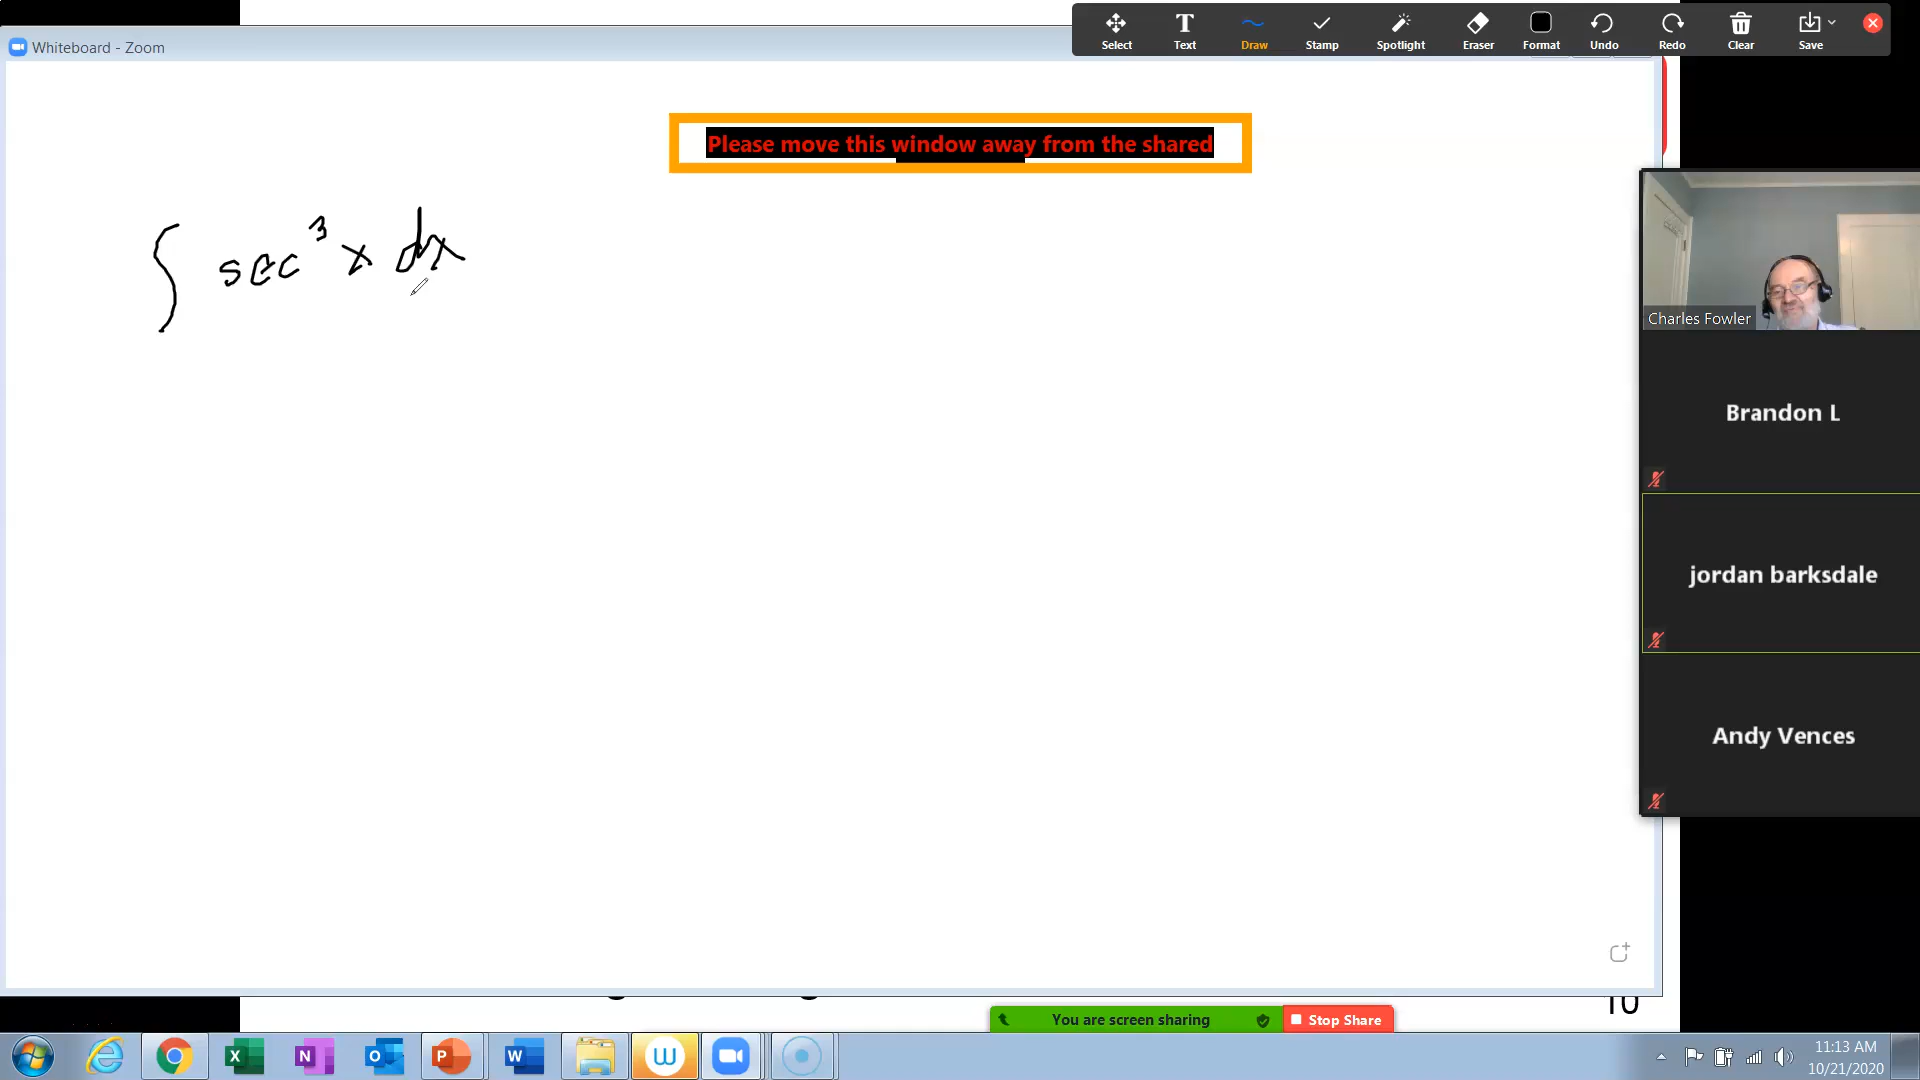 Whiteboard - Zoom
Select Text Draw Stamp Spotlight Eraser Format Undo Redo Clear Save
Please move this window away from the shared
∫ sec³ x dx
Charles Fowler
Brandon L
jordan barksdale
Andy Vences
10
You are screen sharing
Stop Share
11:13 AM
10/21/2020